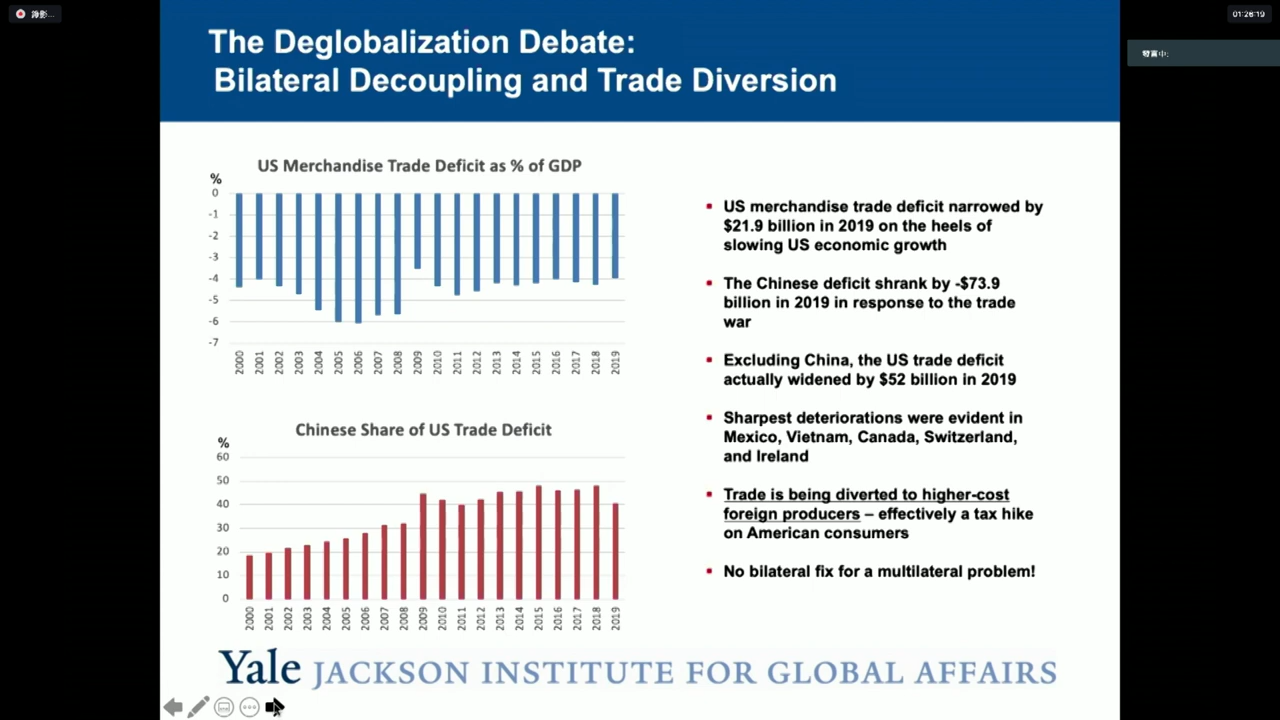 錄影...
01:26:19
發言中:
The Deglobalization Debate:
Bilateral Decoupling and Trade Diversion
US Merchandise Trade Deficit as % of GDP
%
0
-1
-2
-3
-4
-5
-6
-7
2000 2001 2002 2003 2004 2005 2006 2007 2008 2009 2010 2011 2012 2013 2014 2015 2016 2017 2018 2019
Chinese Share of US Trade Deficit
%
60
50
40
30
20
10
0
2000 2001 2002 2003 2004 2005 2006 2007 2008 2009 2010 2011 2012 2013 2014 2015 2016 2017 2018 2019
US merchandise trade deficit narrowed by
$21.9 billion in 2019 on the heels of
slowing US economic growth
The Chinese deficit shrank by -$73.9
billion in 2019 in response to the trade
war
Excluding China, the US trade deficit
actually widened by $52 billion in 2019
Sharpest deteriorations were evident in
Mexico, Vietnam, Canada, Switzerland,
and Ireland
Trade is being diverted to higher-cost
foreign producers – effectively a tax hike
on American consumers
No bilateral fix for a multilateral problem!
Yale JACKSON INSTITUTE FOR GLOBAL AFFAIRS